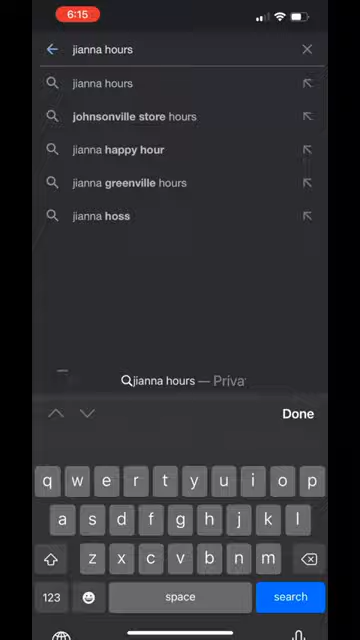 6:15
jianna hours
jianna hours
johnsonville store hours
jianna happy hour
jianna greenville hours
jianna hoss
jianna hours — Priva
Done
q w e r t y u i o p
a s d f g h j k l
z x c v b n m
123 space search